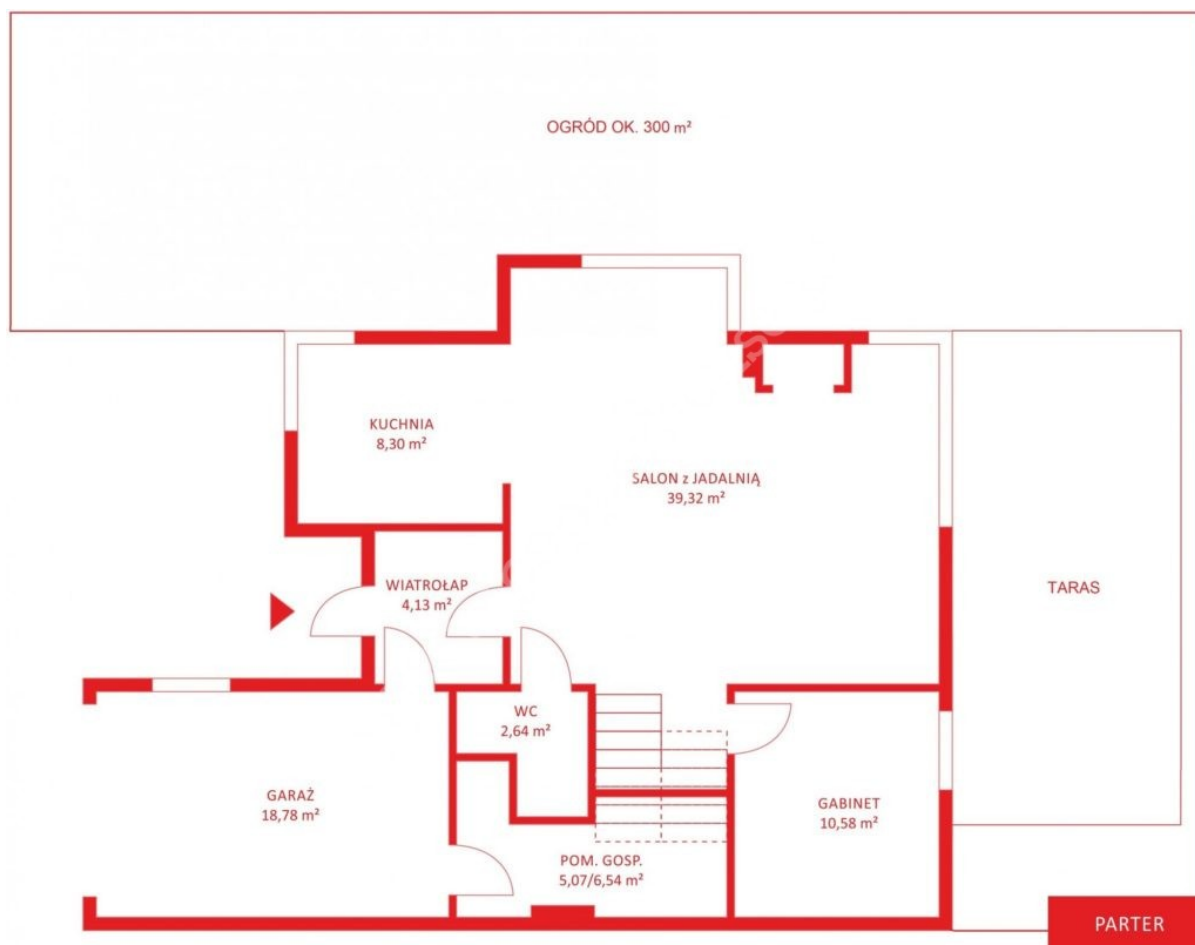 OGRÓD OK. 300 m²
KUCHNIA
8,30 m²
SALON z JADALNIĄ
39,32 m²
WIATROŁAP
4,13 m²
TARAS
WC
2,64 m²
GARAŻ
18,78 m²
GABINET
10,58 m²
POM. GOSP.
5,07/6,54 m²
PARTER